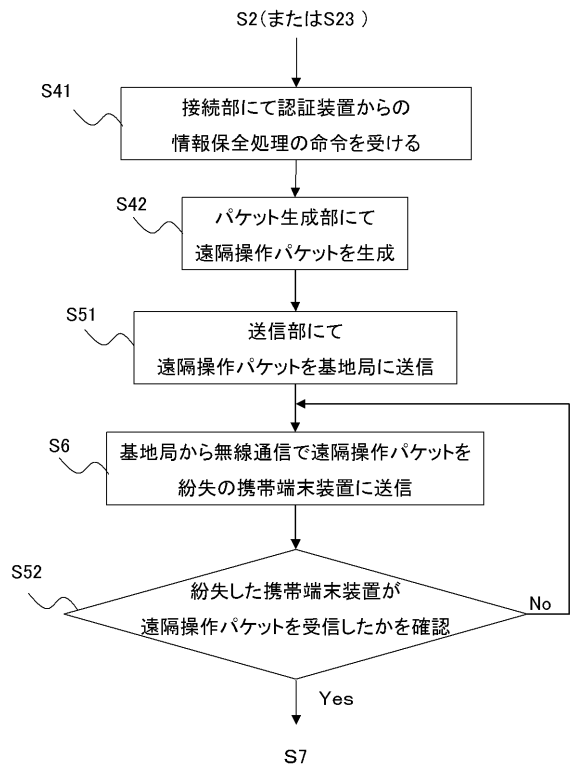 S2(またはS23 )
S41
接続部にて認証装置からの
情報保全処理の命令を受ける
S42
パケット生成部にて
遠隔操作パケットを生成
S51
送信部にて
遠隔操作パケットを基地局に送信
S6
基地局から無線通信で遠隔操作パケットを
紛失の携帯端末装置に送信
S52
紛失した携帯端末装置が
遠隔操作パケットを受信したかを確認
No
Yes
S7